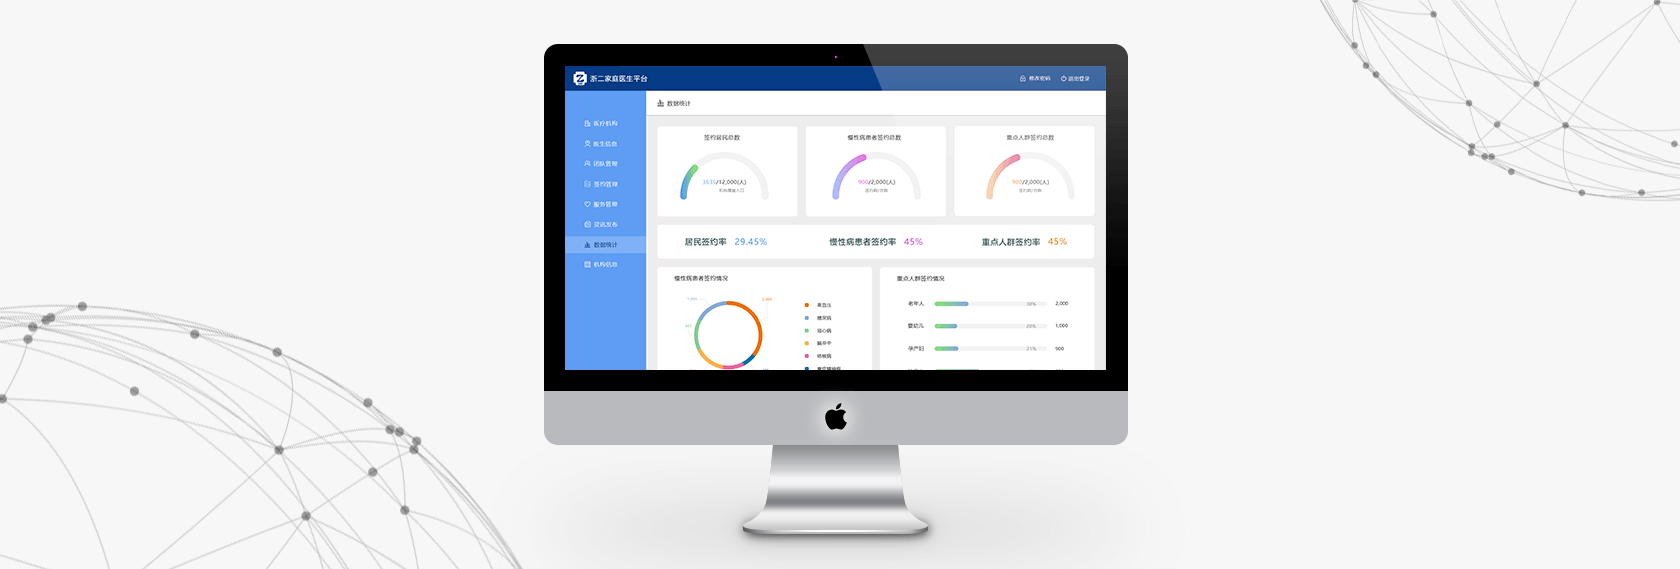 浙二家庭医生平台
修改密码 退出登录
数据统计
医疗机构
医生信息
团队管理
签约管理
服务管理
资讯发布
数据统计
机构信息
签约居民总数
3535/12,000(人)
慢性病患者签约总数
900/2,000(人)
重点人群签约总数
900/2,000(人)
居民签约率 29.45%
慢性病患者签约率 45%
重点人群签约率 45%
慢性病患者签约情况
高血压
糖尿病
冠心病
脑卒中
重点人群签约情况
老年人 30% 2,000
婴幼儿 20% 1,000
孕产妇 21% 900